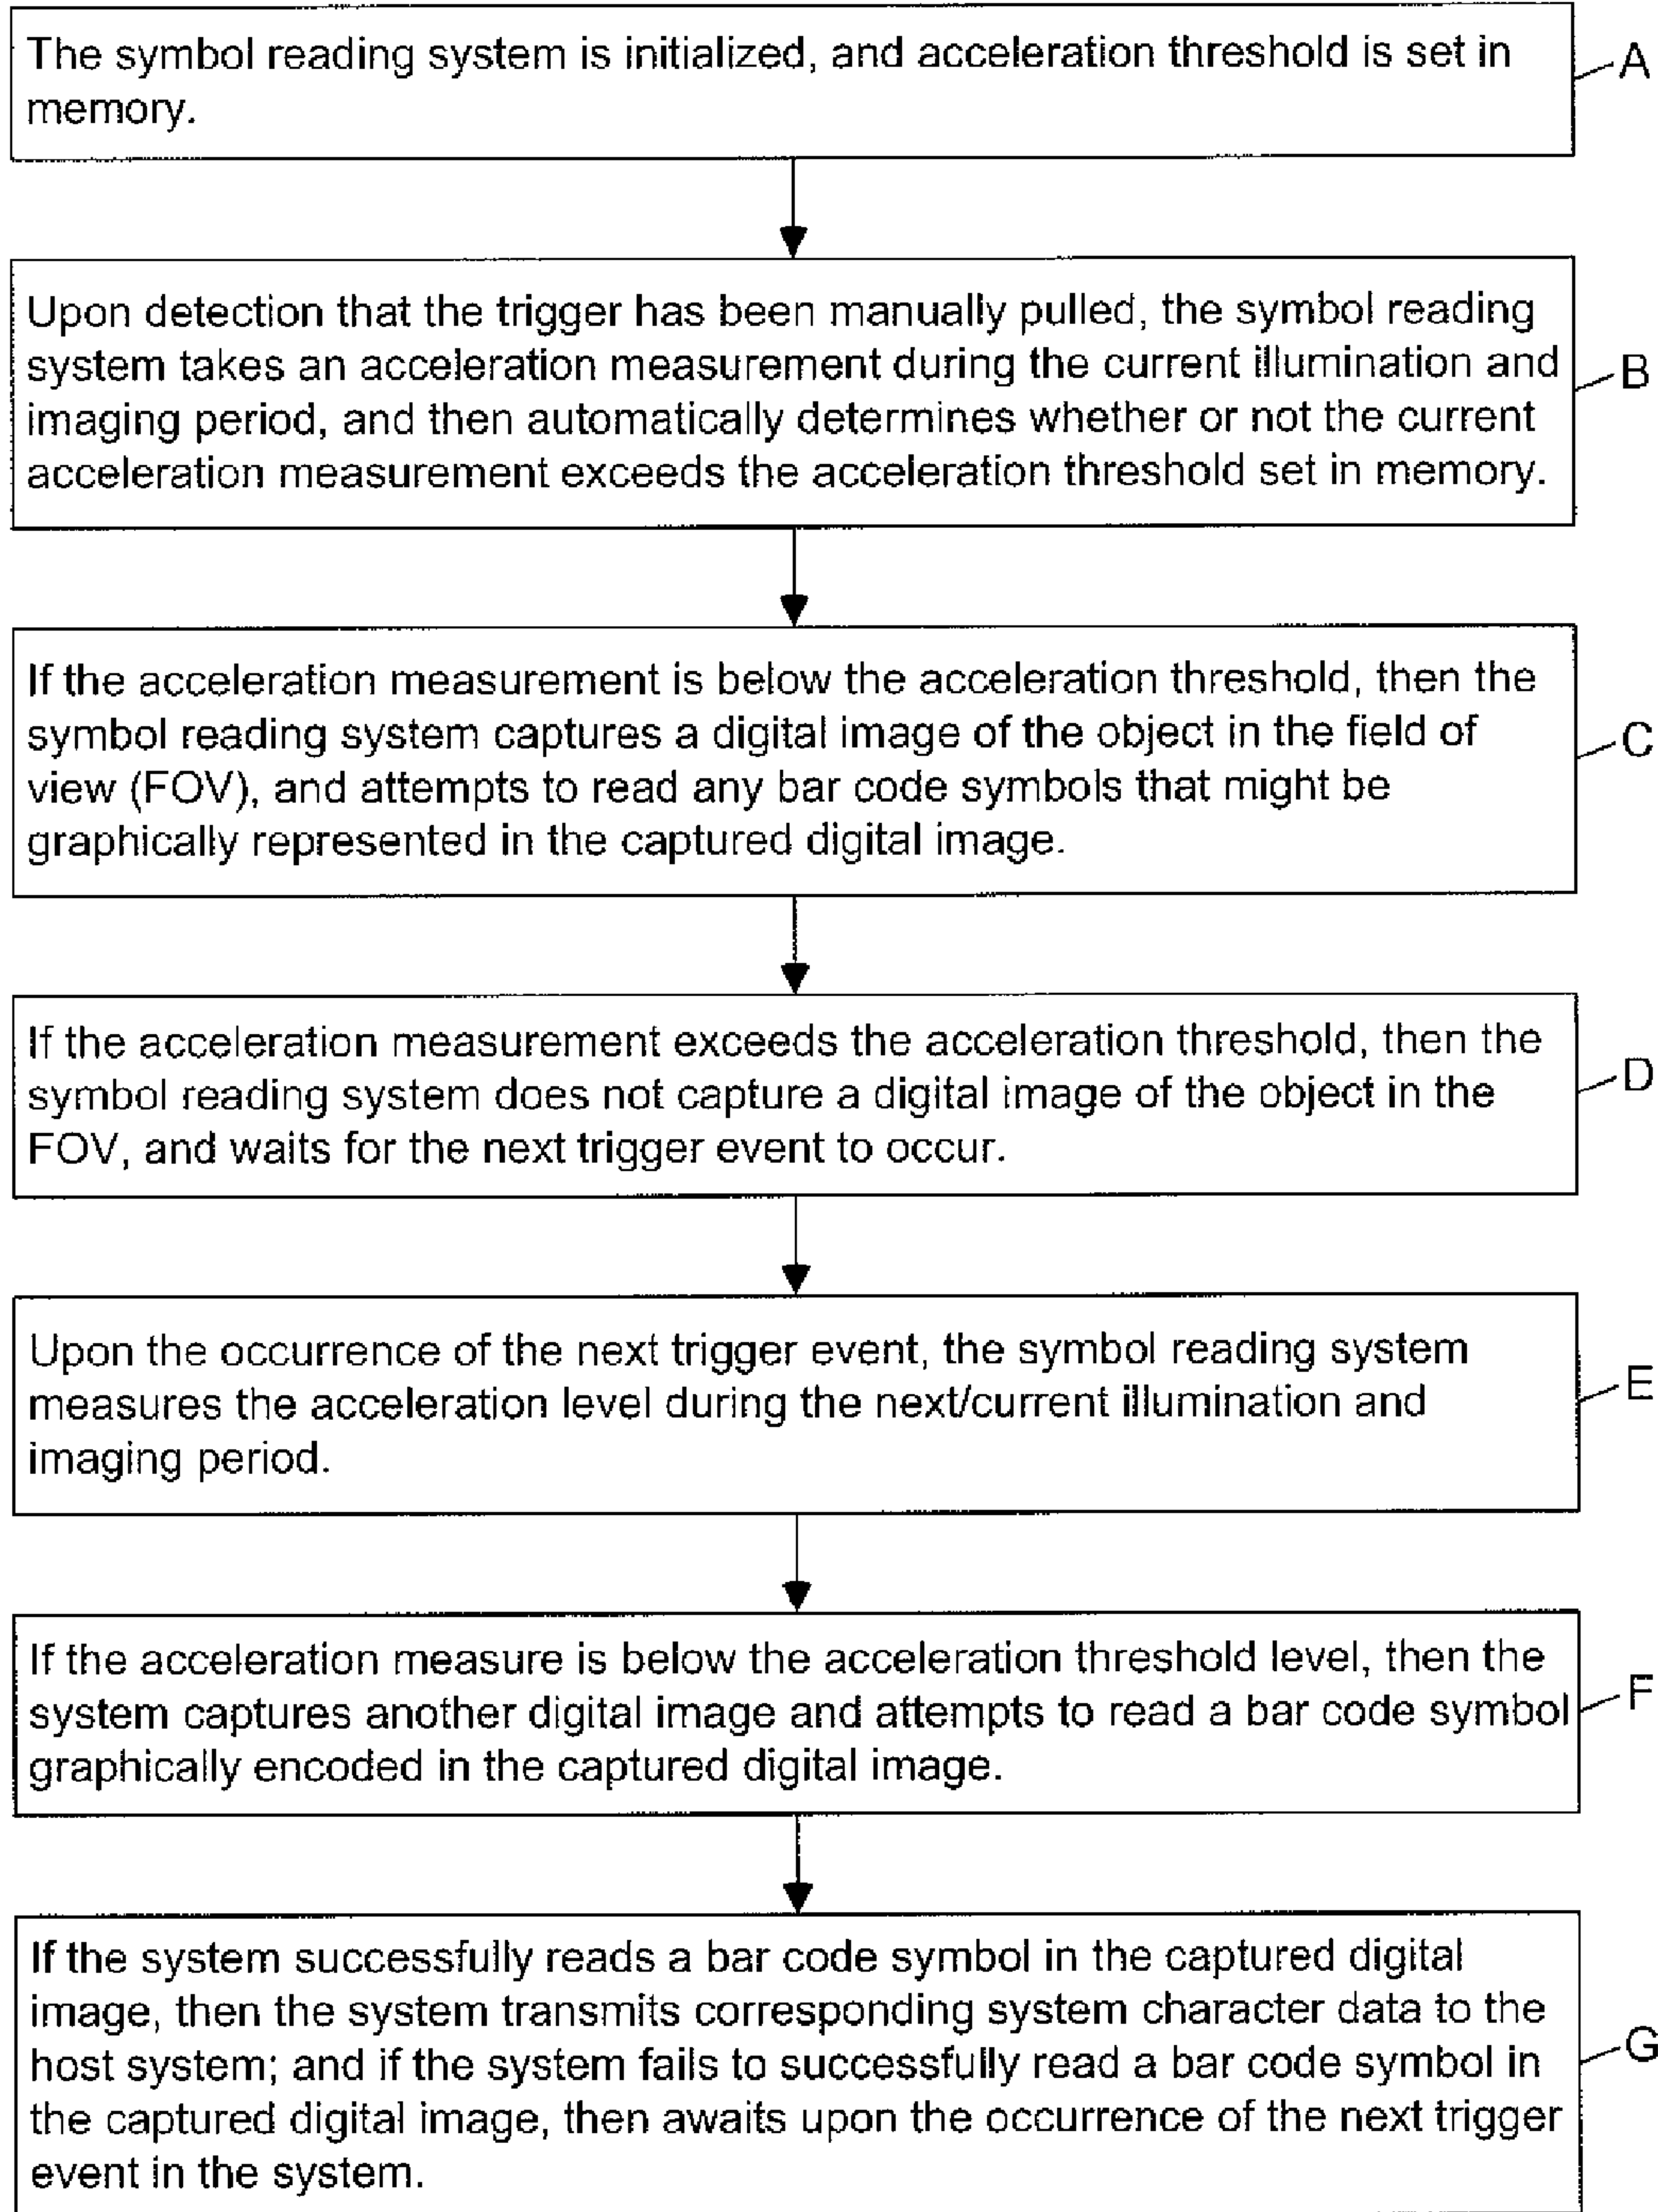 The symbol reading system is initialized, and acceleration threshold is set in
memory.
A
Upon detection that the trigger has been manually pulled, the symbol reading
system takes an acceleration measurement during the current illumination and
imaging period, and then automatically determines whether or not the current
acceleration measurement exceeds the acceleration threshold set in memory.
B
If the acceleration measurement is below the acceleration threshold, then the
symbol reading system captures a digital image of the object in the field of
view (FOV), and attempts to read any bar code symbols that might be
graphically represented in the captured digital image.
C
If the acceleration measurement exceeds the acceleration threshold, then the
symbol reading system does not capture a digital image of the object in the
FOV, and waits for the next trigger event to occur.
D
Upon the occurrence of the next trigger event, the symbol reading system
measures the acceleration level during the next/current illumination and
imaging period.
E
If the acceleration measure is below the acceleration threshold level, then the
system captures another digital image and attempts to read a bar code symbol
graphically encoded in the captured digital image.
F
If the system successfully reads a bar code symbol in the captured digital
image, then the system transmits corresponding system character data to the
host system; and if the system fails to successfully read a bar code symbol in
the captured digital image, then awaits upon the occurrence of the next trigger
event in the system.
G